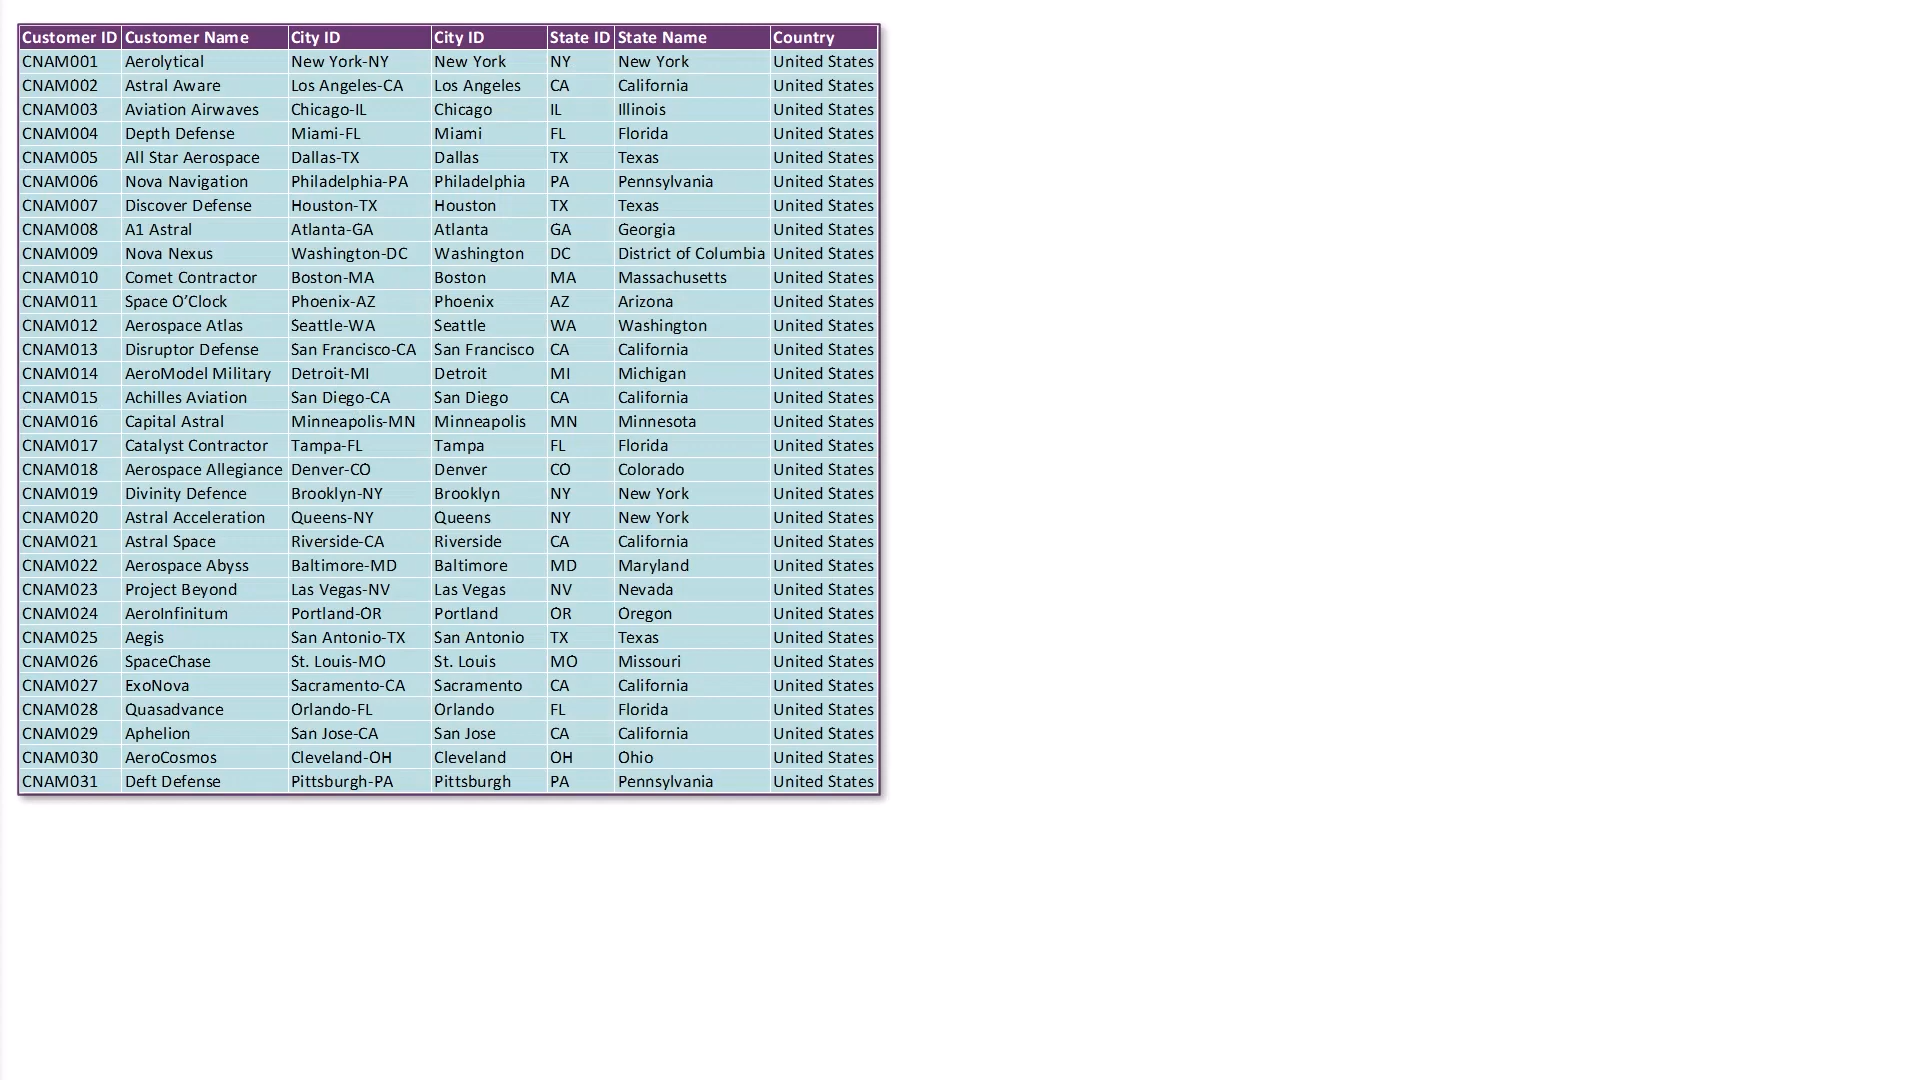 Customer ID Customer Name City ID City ID State ID State Name Country
CNAM001 Aerolytical New York-NY New York NY New York United States
CNAM002 Astral Aware Los Angeles-CA Los Angeles CA California United States
CNAM003 Aviation Airwaves Chicago-IL Chicago IL Illinois United States
CNAM004 Depth Defense Miami-FL Miami FL Florida United States
CNAM005 All Star Aerospace Dallas-TX Dallas TX Texas United States
CNAM006 Nova Navigation Philadelphia-PA Philadelphia PA Pennsylvania United States
CNAM007 Discover Defense Houston-TX Houston TX Texas United States
CNAM008 A1 Astral Atlanta-GA Atlanta GA Georgia United States
CNAM009 Nova Nexus Washington-DC Washington DC District of Columbia United States
CNAM010 Comet Contractor Boston-MA Boston MA Massachusetts United States
CNAM011 Space O’Clock Phoenix-AZ Phoenix AZ Arizona United States
CNAM012 Aerospace Atlas Seattle-WA Seattle WA Washington United States
CNAM013 Disruptor Defense San Francisco-CA San Francisco CA California United States
CNAM014 AeroModel Military Detroit-MI Detroit MI Michigan United States
CNAM015 Achilles Aviation San Diego-CA San Diego CA California United States
CNAM016 Capital Astral Minneapolis-MN Minneapolis MN Minnesota United States
CNAM017 Catalyst Contractor Tampa-FL Tampa FL Florida United States
CNAM018 Aerospace Allegiance Denver-CO Denver CO Colorado United States
CNAM019 Divinity Defence Brooklyn-NY Brooklyn NY New York United States
CNAM020 Astral Acceleration Queens-NY Queens NY New York United States
CNAM021 Astral Space Riverside-CA Riverside CA California United States
CNAM022 Aerospace Abyss Baltimore-MD Baltimore MD Maryland United States
CNAM023 Project Beyond Las Vegas-NV Las Vegas NV Nevada United States
CNAM024 AeroInfinitum Portland-OR Portland OR Oregon United States
CNAM025 Aegis San Antonio-TX San Antonio TX Texas United States
CNAM026 SpaceChase St. Louis-MO St. Louis MO Missouri United States
CNAM027 ExoNova Sacramento-CA Sacramento CA California United States
CNAM028 Quasadvance Orlando-FL Orlando FL Florida United States
CNAM029 Aphelion San Jose-CA San Jose CA California United States
CNAM030 AeroCosmos Cleveland-OH Cleveland OH Ohio United States
CNAM031 Deft Defense Pittsburgh-PA Pittsburgh PA Pennsylvania United States